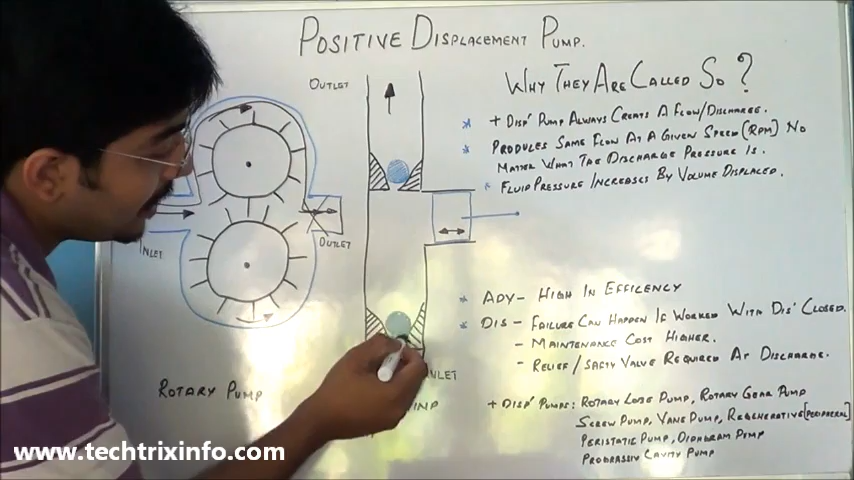 POSITIVE DISPLACEMENT PUMP.
WHY THEY ARE CALLED SO?
* + DISP' PUMP ALWAYS CREATS A FLOW/DISCHARGE.
* PRODULES SAME FLOW AT A GIVEN SPEED [RPM] NO
MATTER WHAT THE DISCHARGE PRESSURE IS.
* FLUID PRESSURE INCREASES BY VOLUME DISPLACED.
OUTLET
INLET
OUTLET
* ADV- HIGH IN EFFICENCY
* DIS - FAILURE CAN HAPPEN IF WORKED WITH DIS' CLOSED.
- MAINTENANCE COST HIGHER.
- RELIEF/SAFTY VALVE REQUIRED AT DISCHARGE.
INLET
ROTARY PUMP
+ DISP' PUMPS: ROTARY LOBE PUMP, ROTARY GEAR PUMP
SCREW PUMP, VANE PUMP, REGENERATIVE [PERIPHERAL]
PERISTATIC PUMP, DIAPHGRAM PUMP
PROGRASSIV CAVITY PUMP
www.techtrixinfo.com